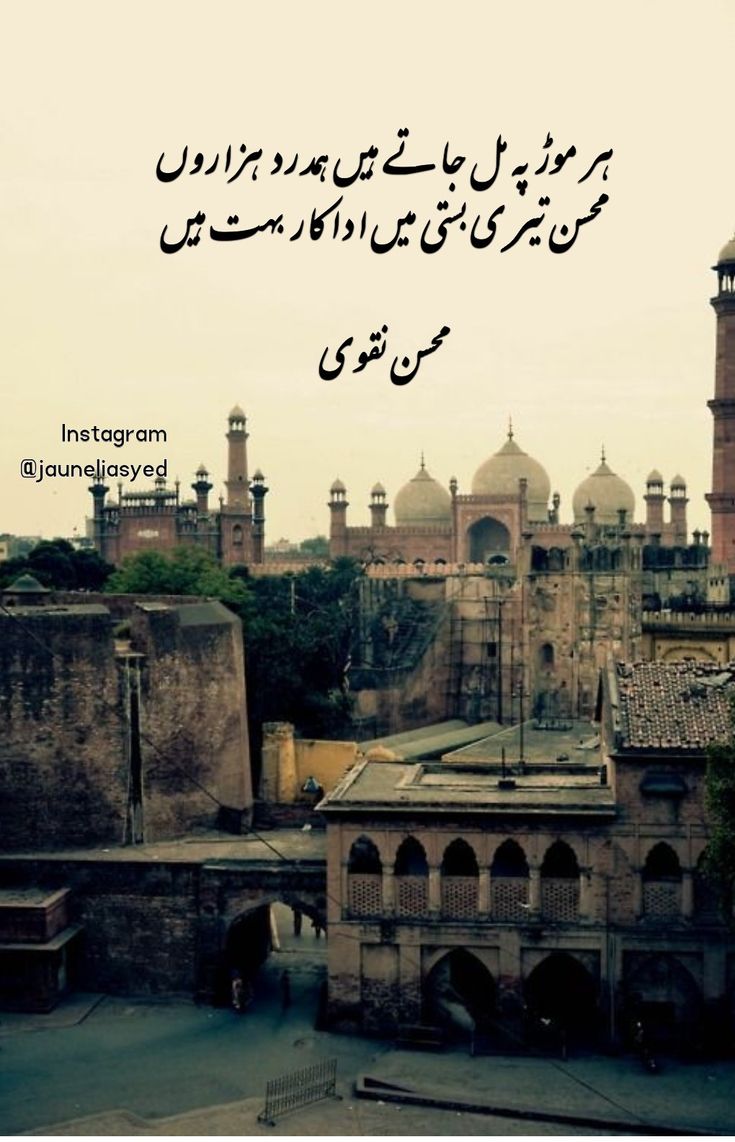 ہر موڑ پہ مل جاتے ہیں ہمدرد ہزاروں
محسن تیری بستی میں اداکار بہت ہیں
محسن نقوی
Instagram
@jauneliasyed